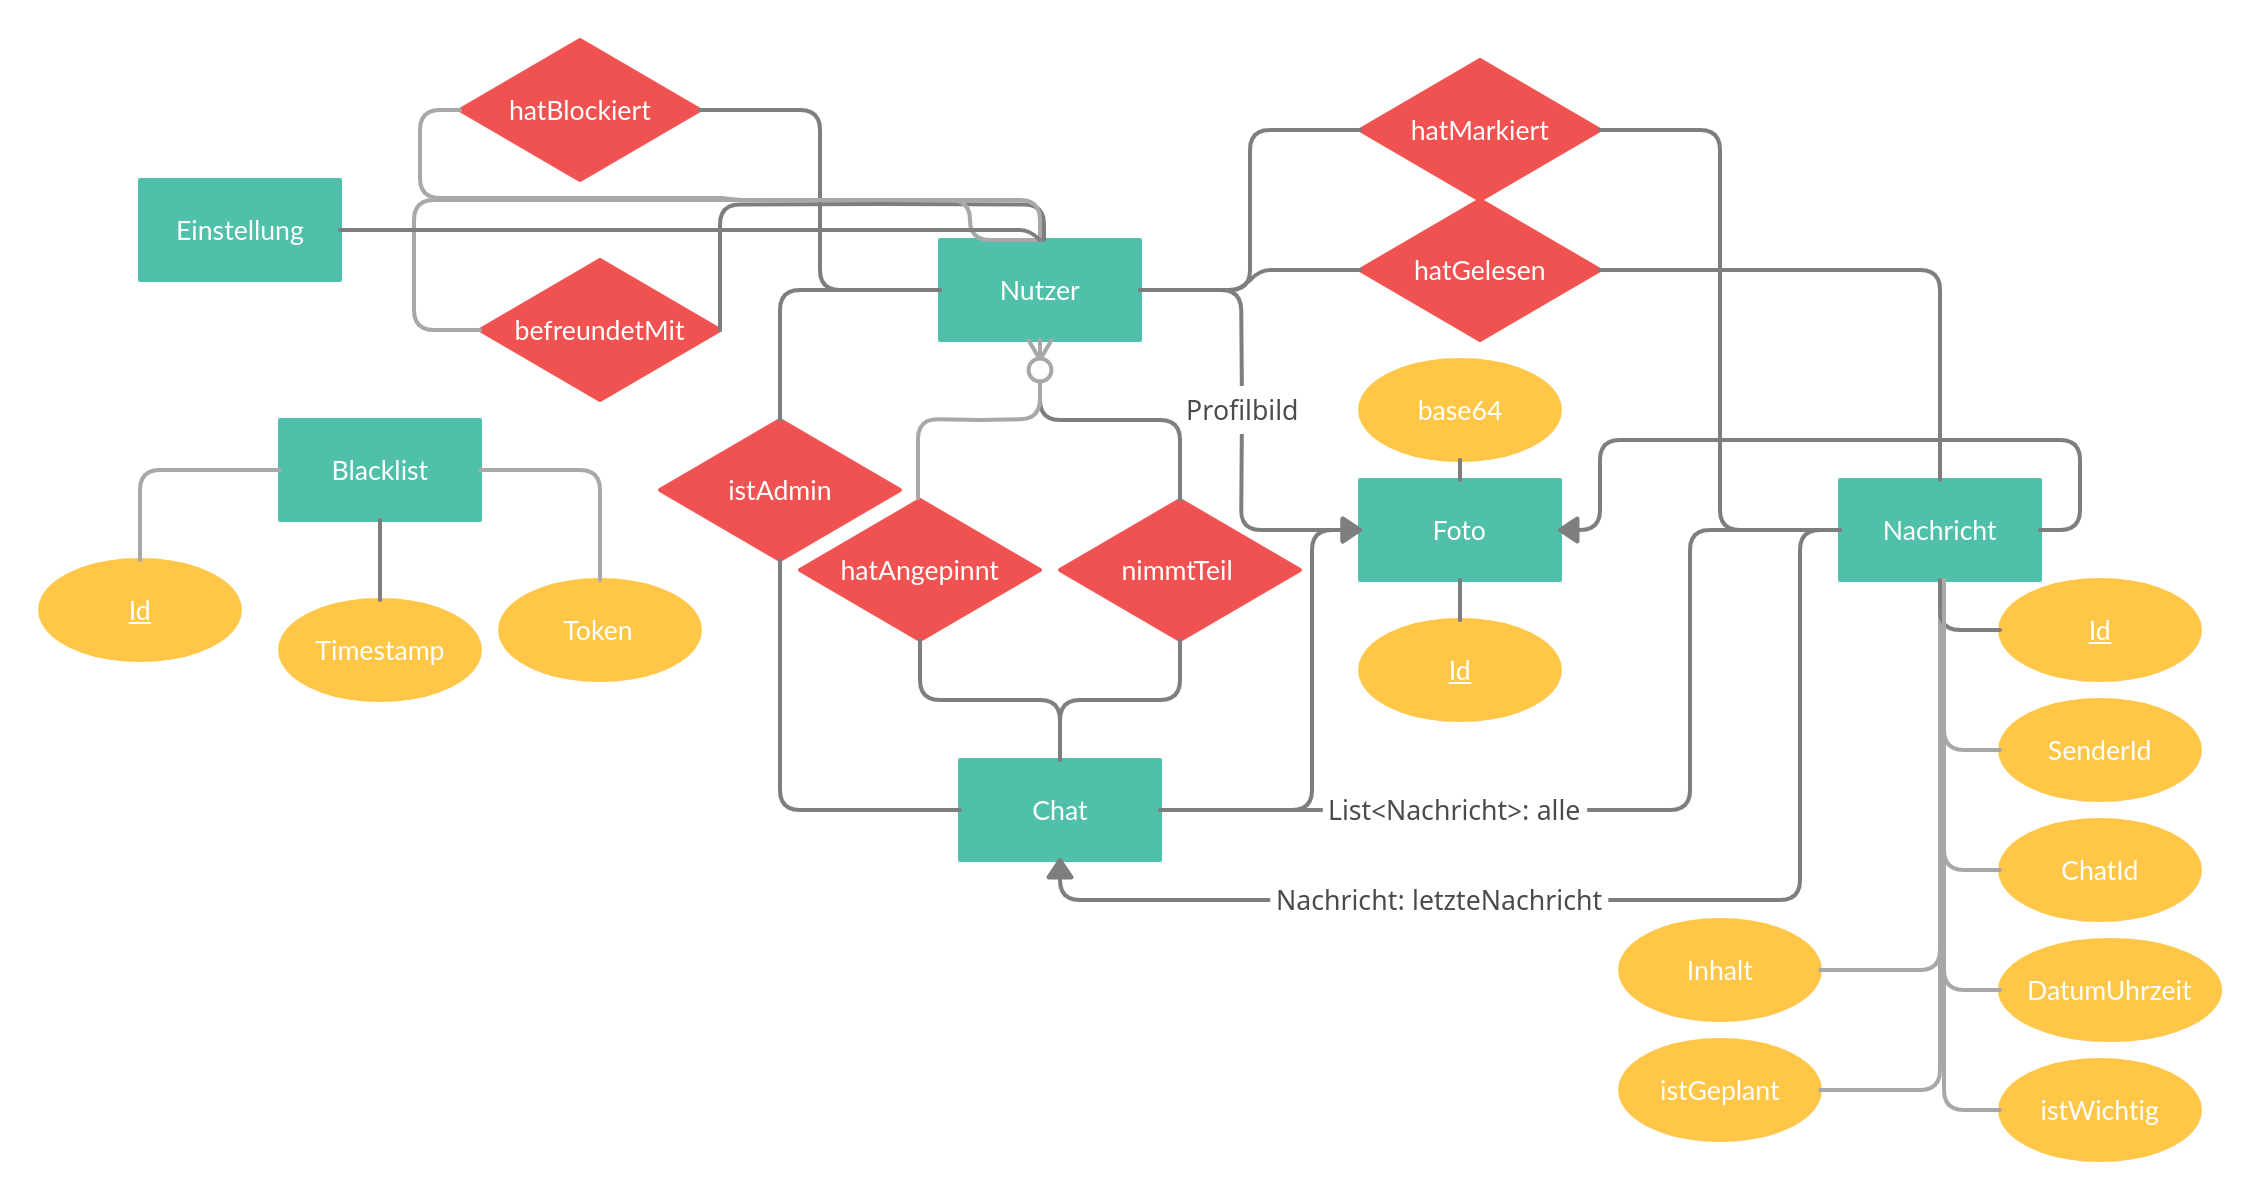 hatBlockiert
hatMarkiert
Einstellung
hatGelesen
Nutzer
befreundetMit
Profilbild
base64
Blacklist
istAdmin
Foto
Nachricht
hatAngepinnt
nimmtTeil
Id
Timestamp
Token
Id
Id
SenderId
Chat
List<Nachricht>: alle
ChatId
Nachricht: letzteNachricht
Inhalt
DatumUhrzeit
istGeplant
istWichtig